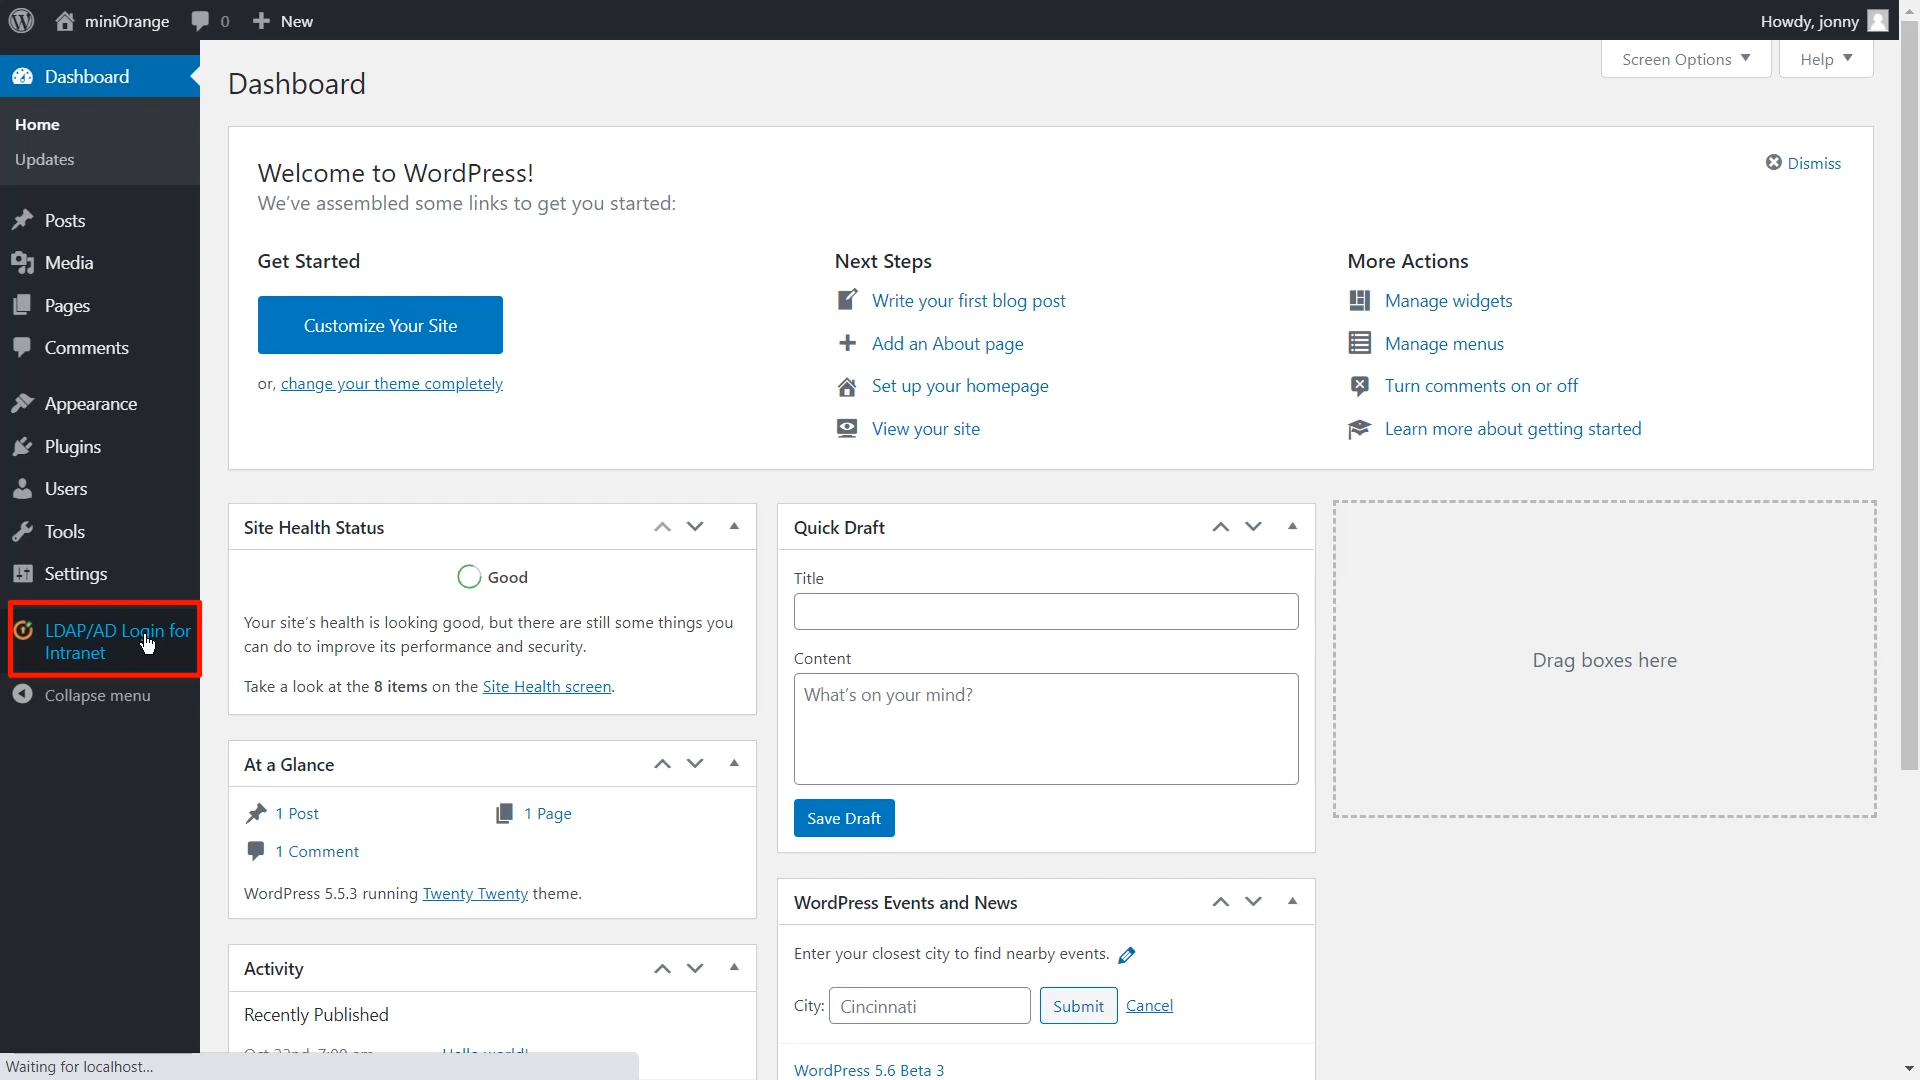 miniOrange 0 New Howdy, jonny
Screen Options Help
Dashboard
Home
Updates
Posts
Media
Pages
Comments
Appearance
Plugins
Users
Tools
Settings
LDAP/AD Login for
Intranet
Collapse menu
Dashboard
Welcome to WordPress!
Dismiss
We've assembled some links to get you started:
Get Started
Customize Your Site
or, change your theme completely
Next Steps
Write your first blog post
Add an About page
Set up your homepage
View your site
More Actions
Manage widgets
Manage menus
Turn comments on or off
Learn more about getting started
Site Health Status
Good
Your site's health is looking good, but there are still some things you
can do to improve its performance and security.
Take a look at the 8 items on the Site Health screen.
At a Glance
1 Post 1 Page
1 Comment
WordPress 5.5.3 running Twenty Twenty theme.
Activity
Recently Published
Quick Draft
Title
Content
What's on your mind?
Save Draft
WordPress Events and News
Enter your closest city to find nearby events.
City: Cincinnati Submit Cancel
WordPress 5.6 Beta 3
Drag boxes here
Waiting for localhost...